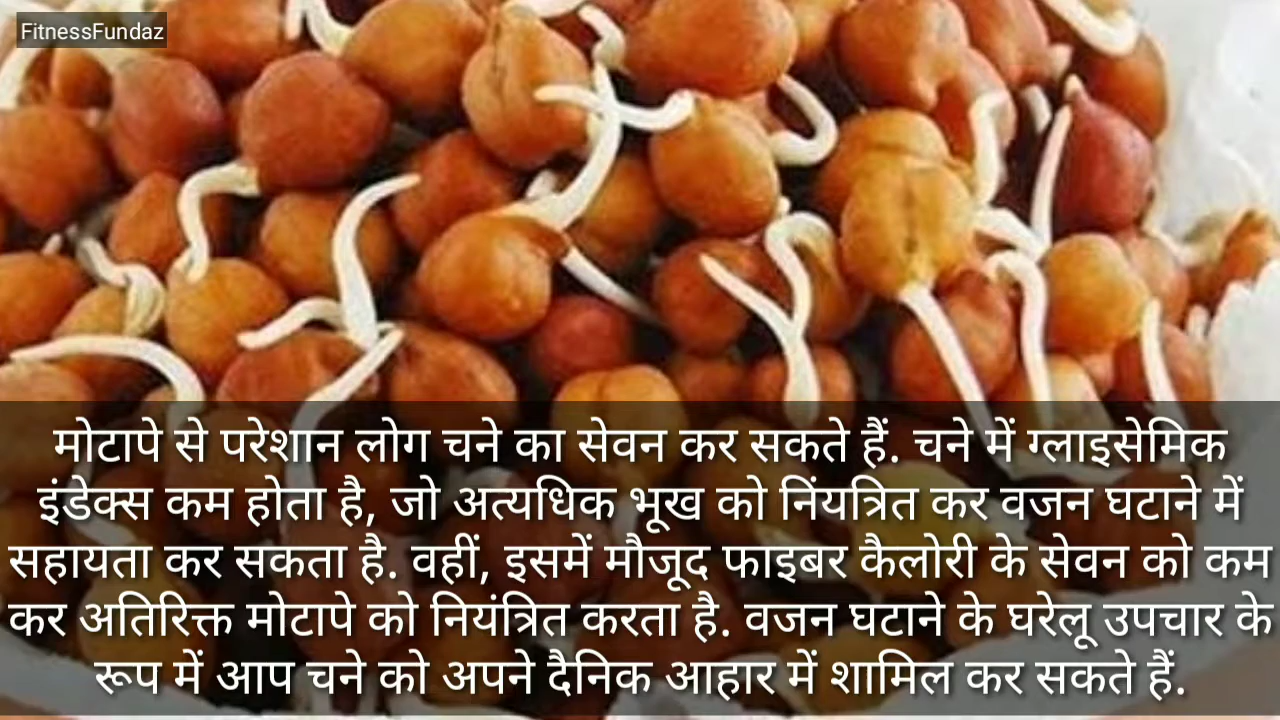 FitnessFundaz
मोटापे से परेशान लोग चने का सेवन कर सकते हैं. चने में ग्लाइसेमिक
इंडेक्स कम होता है, जो अत्यधिक भूख को निंयत्रित कर वजन घटाने में
सहायता कर सकता है. वहीं, इसमें मौजूद फाइबर कैलोरी के सेवन को कम
कर अतिरिक्त मोटापे को नियंत्रित करता है. वजन घटाने के घरेलू उपचार के
रूप में आप चने को अपने दैनिक आहार में शामिल कर सकते हैं.